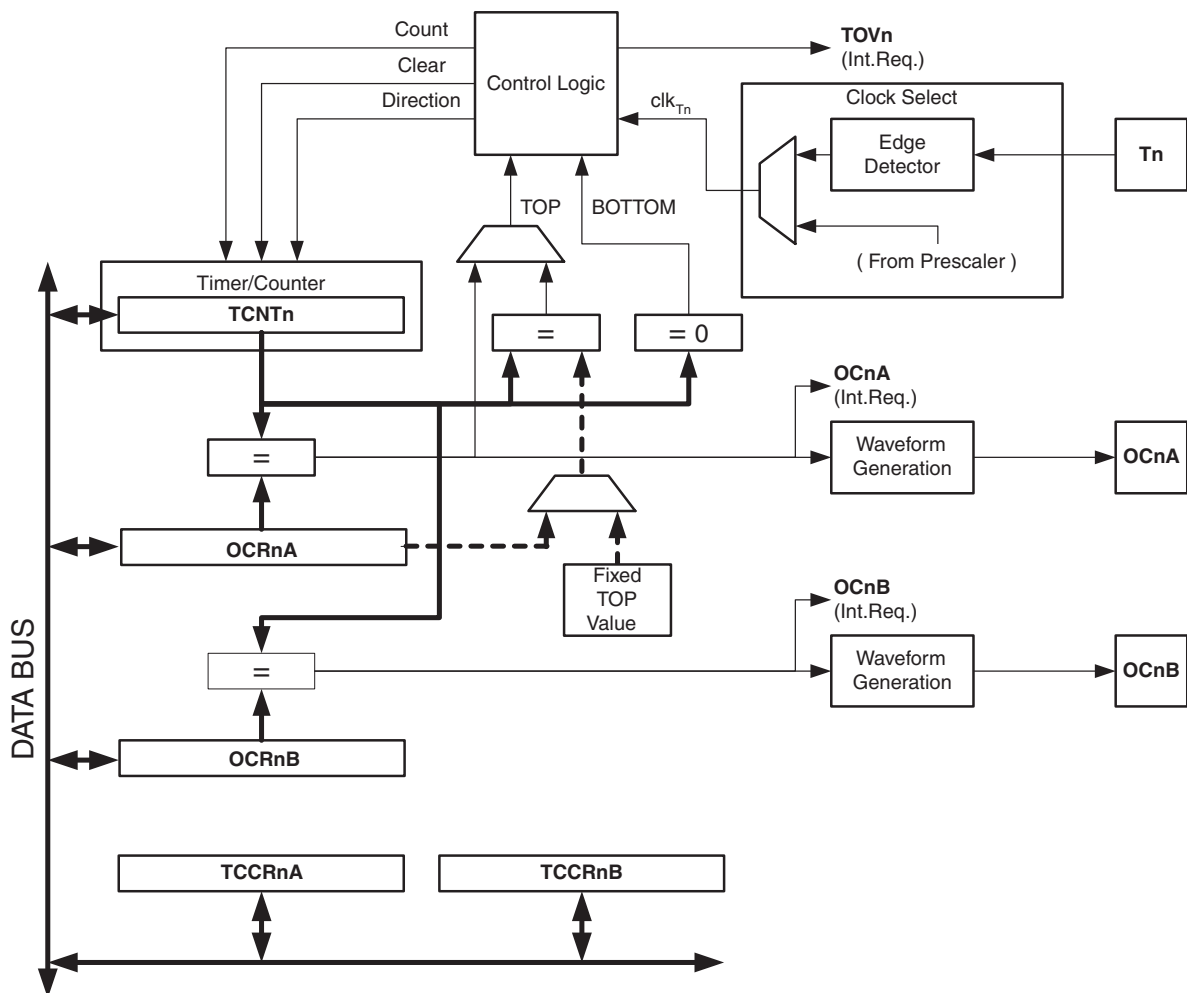 Count
Clear
Direction
Control Logic
TOVn
(Int.Req.)
clkTn
Clock Select
Edge
Detector
Tn
( From Prescaler )
TOP
BOTTOM
Timer/Counter
TCNTn
=
= 0
OCnA
(Int.Req.)
=
Waveform
Generation
OCnA
OCRnA
Fixed
TOP
Value
OCnB
(Int.Req.)
=
Waveform
Generation
OCnB
OCRnB
DATA BUS
TCCRnA
TCCRnB